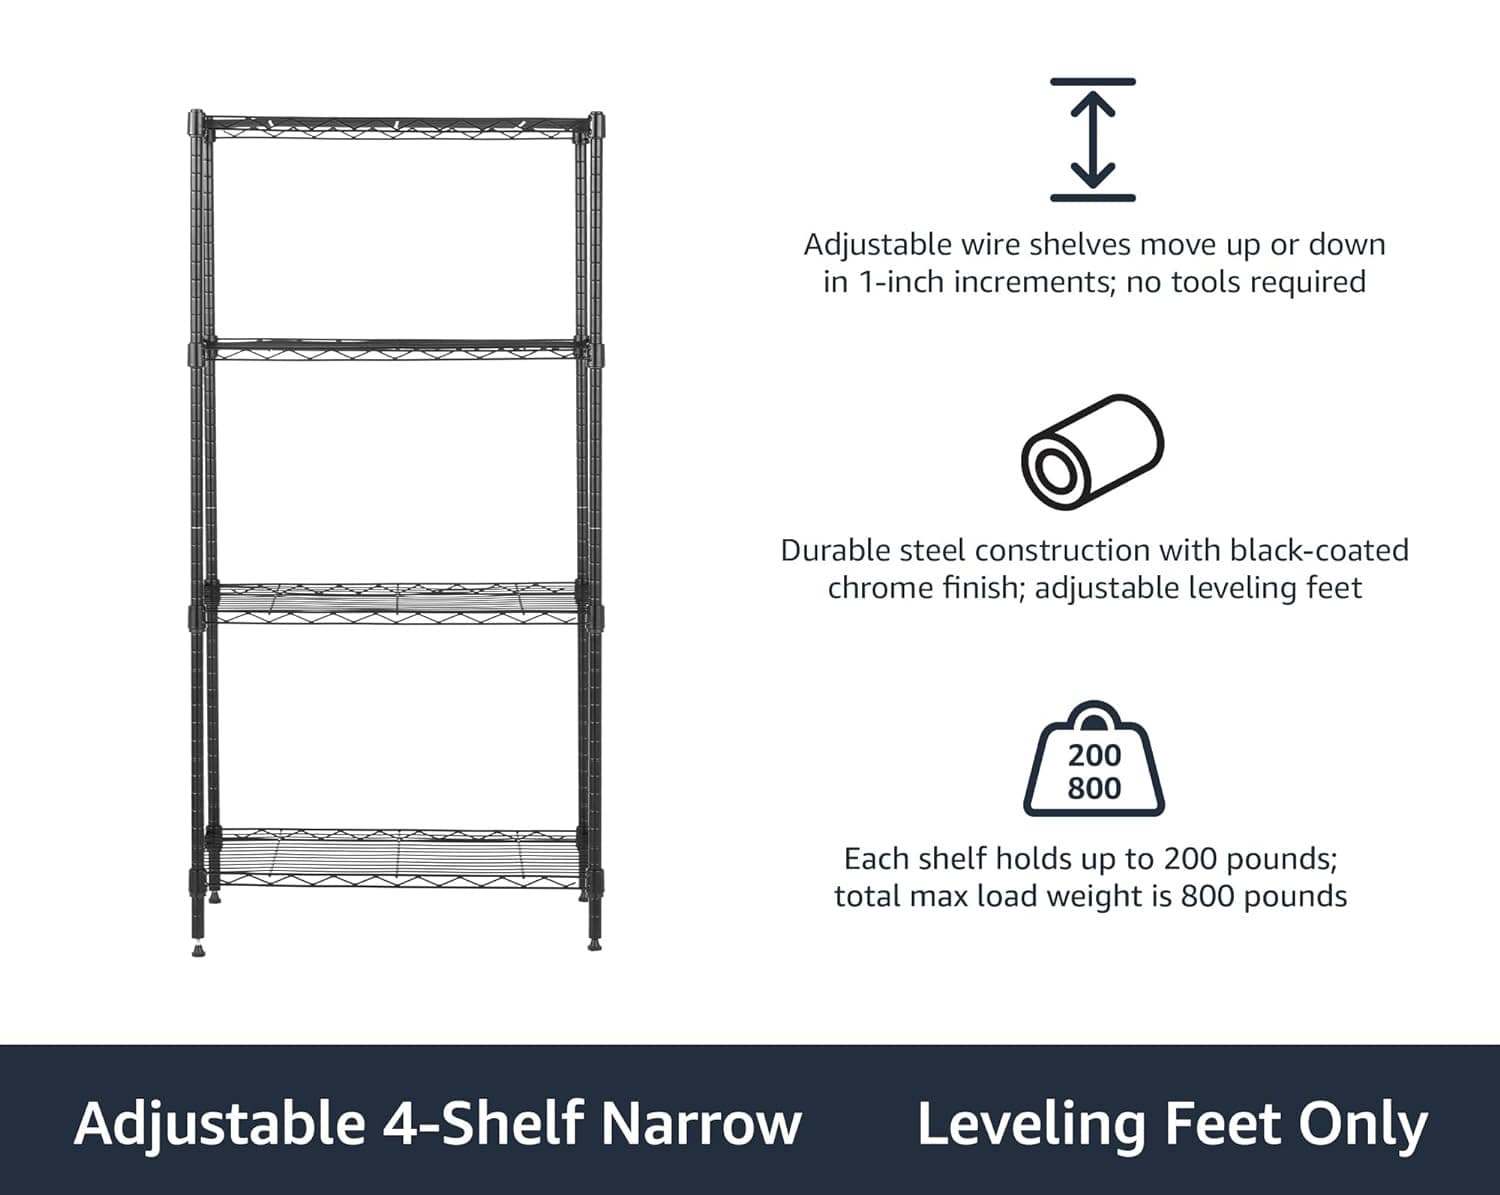 Adjustable wire shelves move up or down
in 1-inch increments; no tools required
Durable steel construction with black-coated
chrome finish; adjustable leveling feet
200
800
Each shelf holds up to 200 pounds;
total max load weight is 800 pounds
Adjustable 4-Shelf Narrow
Leveling Feet Only